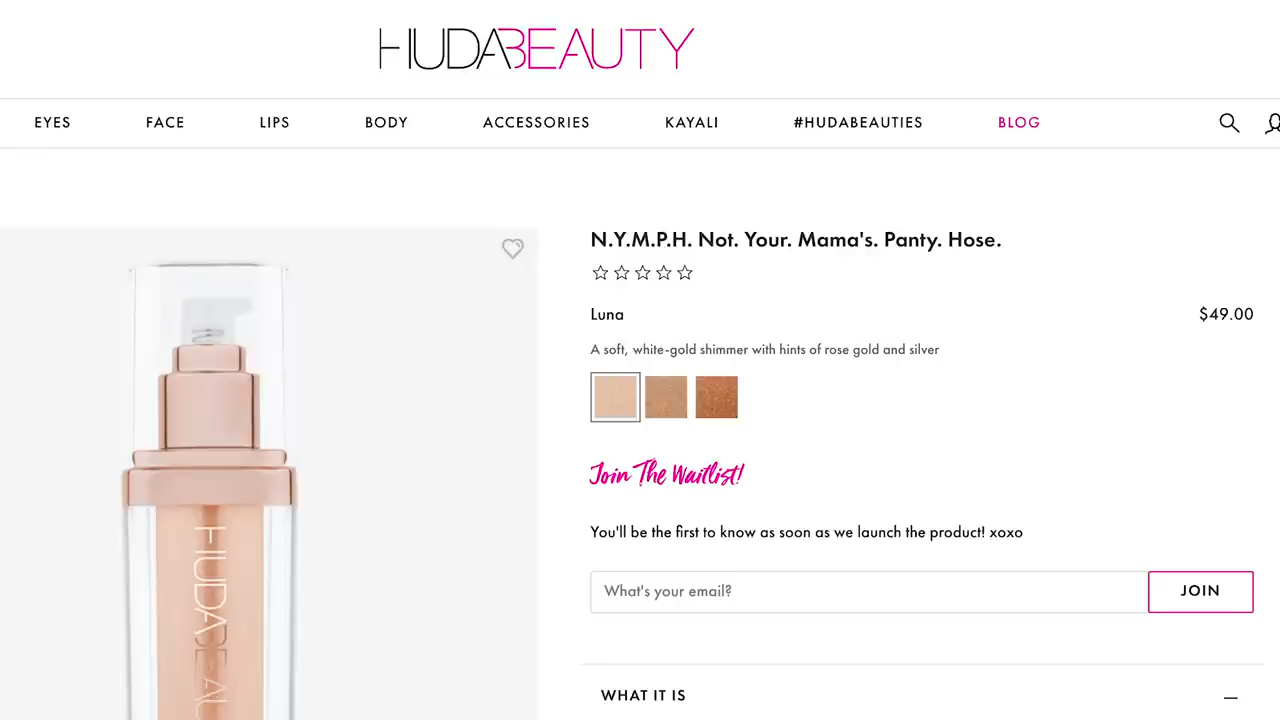 HUDABEAUTY
EYES FACE LIPS BODY ACCESSORIES KAYALI #HUDABEAUTIES BLOG
N.Y.M.P.H. Not. Your. Mama's. Panty. Hose.
Luna $49.00
A soft, white-gold shimmer with hints of rose gold and silver
Join The Waitlist!
You'll be the first to know as soon as we launch the product! xoxo
What's your email? JOIN
WHAT IT IS
HUDABEAU